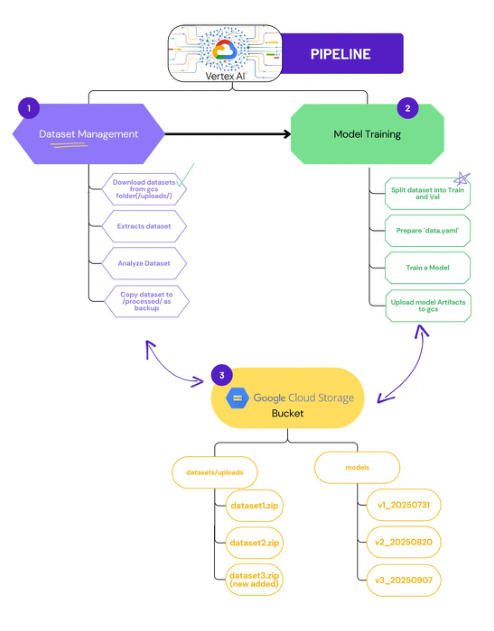 Vertex AI
PIPELINE
1
Dataset Management
2
Model Training
Download datasets
from gcs
folder(/uploads/)
Extracts dataset
Analyze Dataset
Copy dataset to
/processed/ as
backup
Split dataset into Train
and Val
Prepare `data.yaml`
Train a Model
Upload model Artifacts
to gcs
3
Google Cloud Storage
Bucket
datasets/uploads
dataset1.zip
dataset2.zip
dataset3.zip
(new added)
models
v1_20250731
v2_20250820
v3_20250907